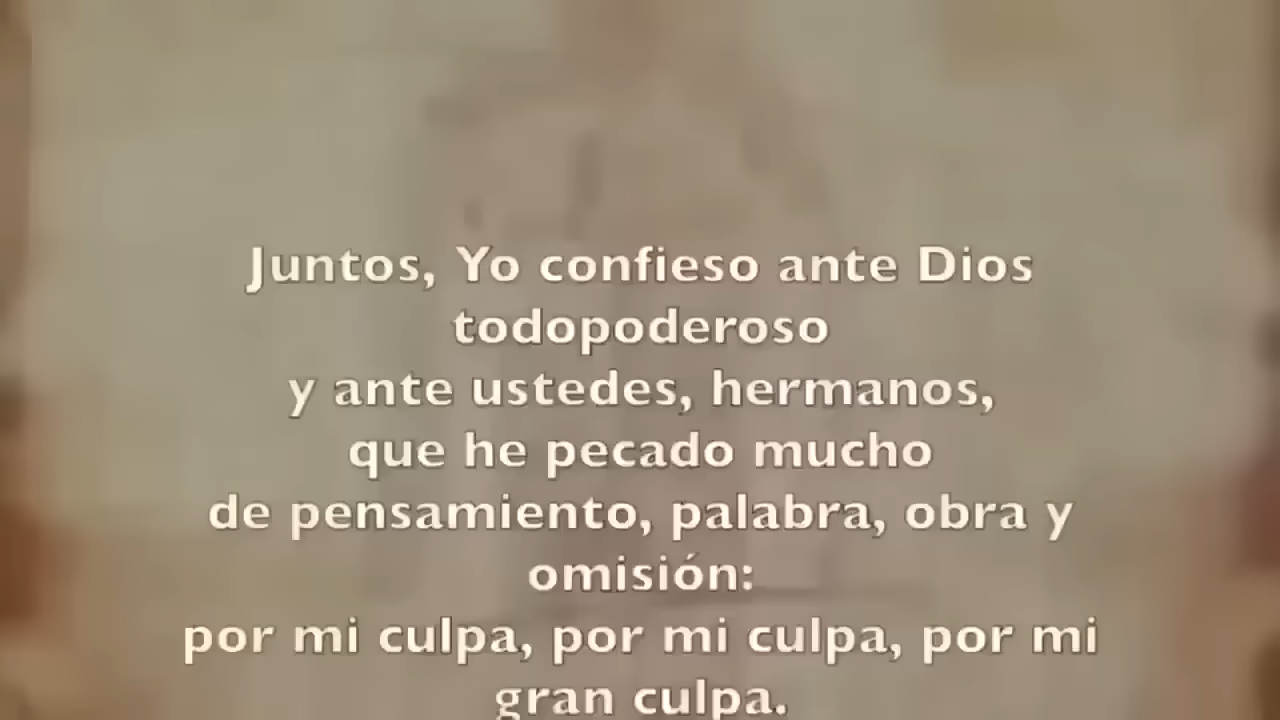 Juntos, Yo confieso ante Dios
todopoderoso
y ante ustedes, hermanos,
que he pecado mucho
de pensamiento, palabra, obra y
omisión:
por mi culpa, por mi culpa, por mi
gran culpa.